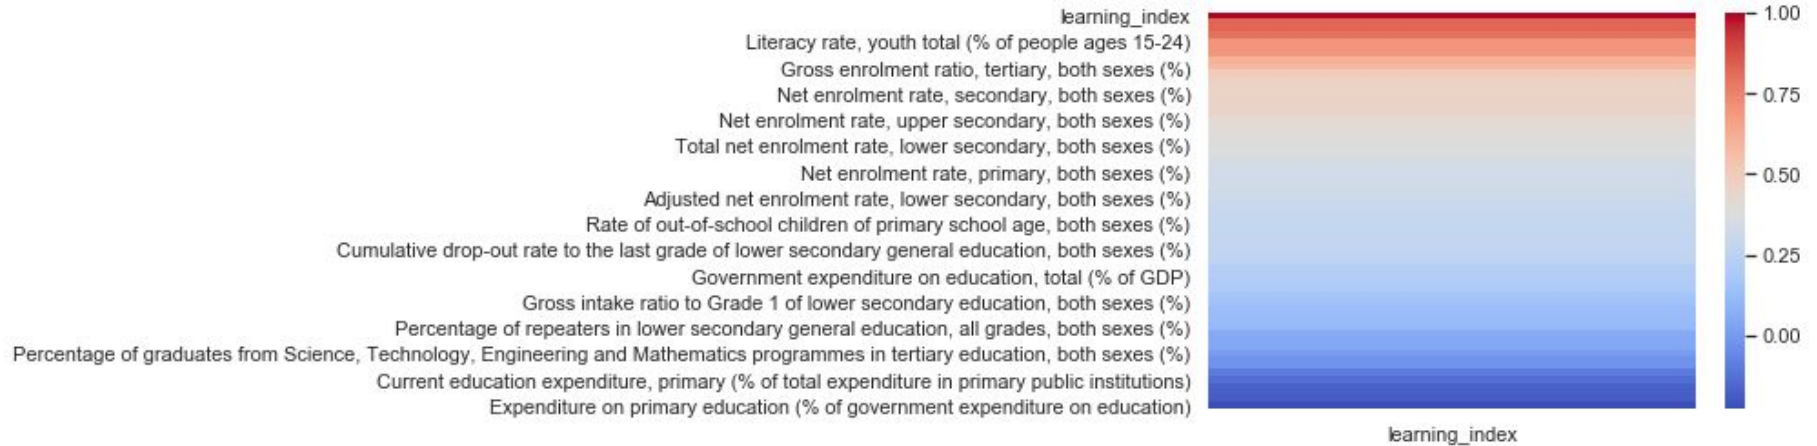 learning_index
Literacy rate, youth total (% of people ages 15-24)
Gross enrolment ratio, tertiary, both sexes (%)
Net enrolment rate, secondary, both sexes (%)
Net enrolment rate, upper secondary, both sexes (%)
Total net enrolment rate, lower secondary, both sexes (%)
Net enrolment rate, primary, both sexes (%)
Adjusted net enrolment rate, lower secondary, both sexes (%)
Rate of out-of-school children of primary school age, both sexes (%)
Cumulative drop-out rate to the last grade of lower secondary general education, both sexes (%)
Government expenditure on education, total (% of GDP)
Gross intake ratio to Grade 1 of lower secondary education, both sexes (%)
Percentage of repeaters in lower secondary general education, all grades, both sexes (%)
Percentage of graduates from Science, Technology, Engineering and Mathematics programmes in tertiary education, both sexes (%)
Current education expenditure, primary (% of total expenditure in primary public institutions)
Expenditure on primary education (% of government expenditure on education)
learning_index
1.00
0.75
0.50
0.25
0.00